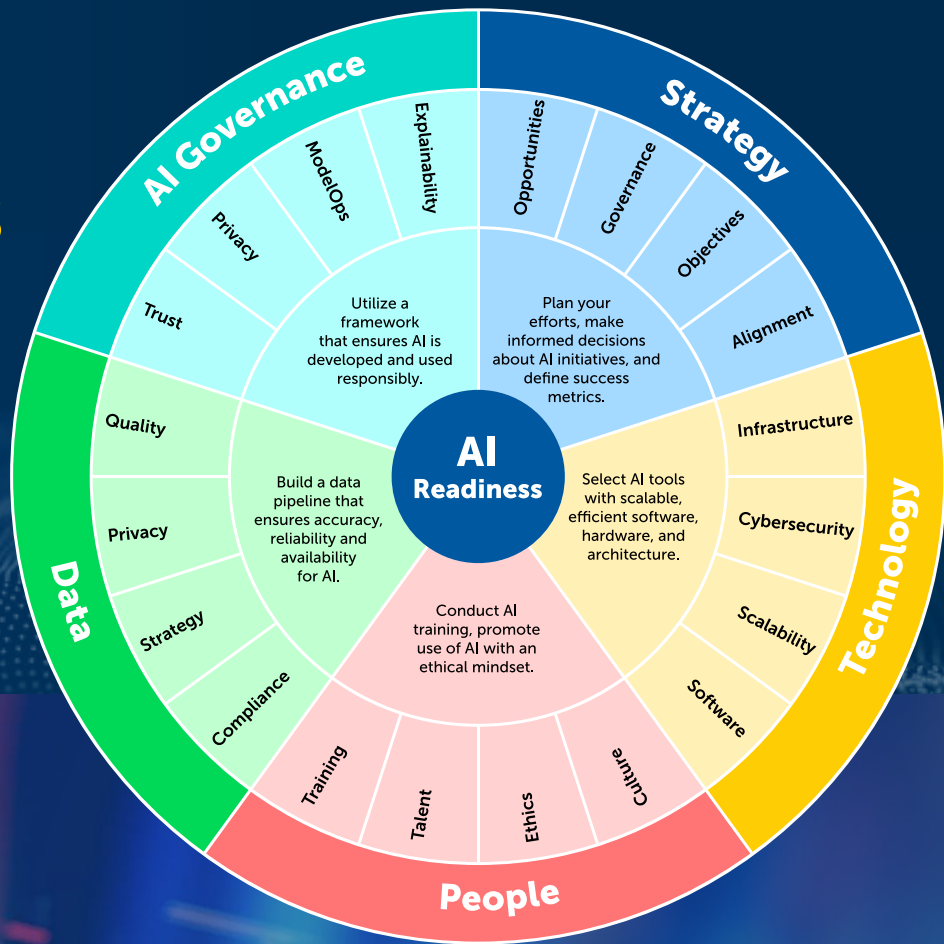 AI
Readiness
Strategy
Opportunities
Governance
Objectives
Alignment
Plan your
efforts, make
informed decisions
about AI initiatives, and
define success
metrics.
Technology
Infrastructure
Cybersecurity
Scalability
Software
Select AI tools
with scalable,
efficient software,
hardware, and
architecture.
People
Culture
Ethics
Talent
Training
Conduct AI
training, promote
use of AI with an
ethical mindset.
Data
Compliance
Strategy
Privacy
Quality
Build a data
pipeline that
ensures accuracy,
reliability and
availability
for AI.
AI Governance
Trust
Privacy
ModelOps
Explainability
Utilize a
framework
that ensures AI is
developed and used
responsibly.